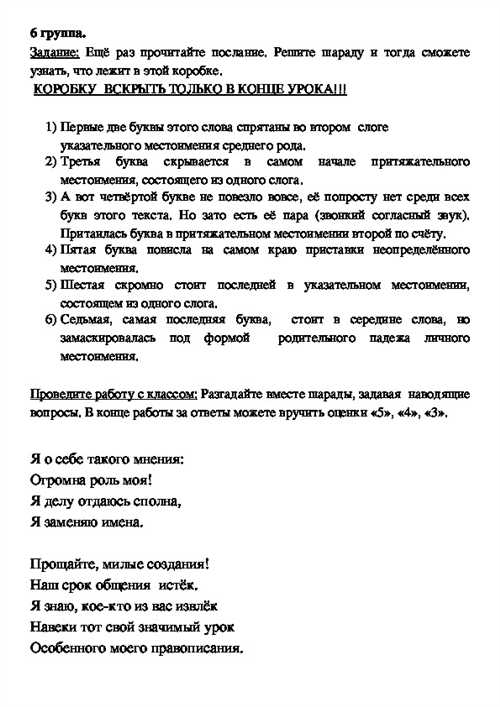 6 группа.
Задание: Ещё раз прочитайте послание. Решите шараду и тогда сможете
узнать, что лежит в этой коробке.
КОРОБКУ ВСКРЫТЬ ТОЛЬКО В КОНЦЕ УРОКА!!!
1) Первые две буквы этого слова спрятаны во втором слоге
указательного местоимения среднего рода.
2) Третья буква скрывается в самом начале притяжательного
местоимения, состоящего из одного слога.
3) А вот четвёртой букве не повезло вовсе, её попросту нет среди всех
букв этого текста. Но зато есть её пара (звонкий согласный звук).
Притаилась буква в притяжательном местоимении второй по счёту.
4) Пятая буква повисла на самом краю приставки неопределённого
местоимения.
5) Шестая скромно стоит последней в указательном местоимении,
состоящем из одного слога.
6) Седьмая, самая последняя буква, стоит в середине слова, но
замаскировалась под формой родительного падежа личного
местоимения.
Проведите работу с классом: Разгадайте вместе шарады, задавая наводящие
вопросы. В конце работы за ответы можете вручить оценки «5», «4», «3».
Я о себе такого мнения:
Огромна роль моя!
Я делу отдаюсь сполна,
Я заменяю имена.
Прощайте, милые создания!
Наш срок общения истёк.
Я знаю, кое-кто из вас извлёк
Навеки тот свой значимый урок
Особенного моего правописания.